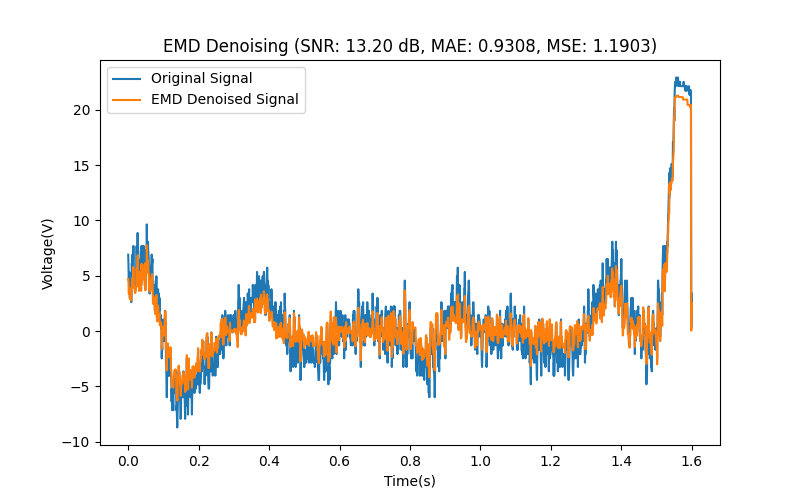 EMD Denoising (SNR: 13.20 dB, MAE: 0.9308, MSE: 1.1903)
Original Signal
EMD Denoised Signal
20
15
10
5
0
−5
−10
Voltage(V)
0.0 0.2 0.4 0.6 0.8 1.0 1.2 1.4 1.6
Time(s)